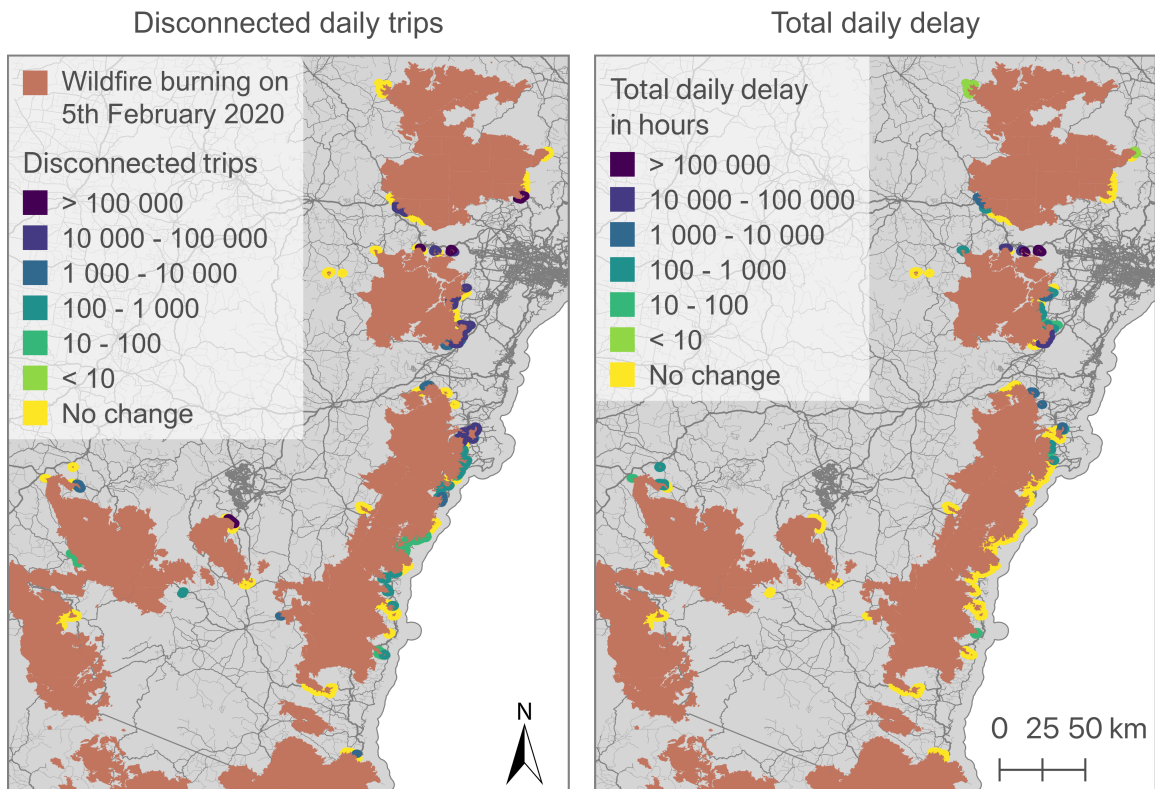 Disconnected daily trips
Wildfire burning on
5th February 2020
Disconnected trips
> 100 000
10 000 - 100 000
1 000 - 10 000
100 - 1 000
10 - 100
< 10
No change
N
Total daily delay
Total daily delay
in hours
> 100 000
10 000 - 100 000
1 000 - 10 000
100 - 1 000
10 - 100
< 10
No change
0 25 50 km